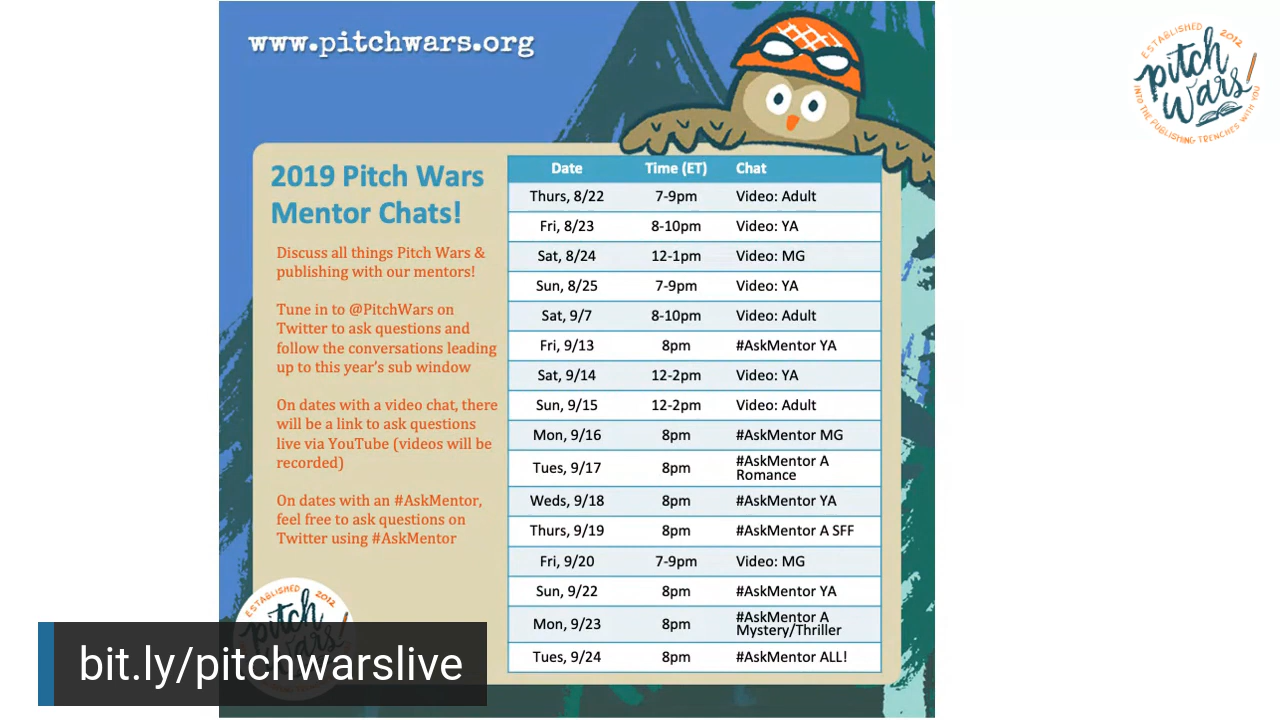 www.pitchwars.org
ESTABLISHED 2012
pitch
wars!
INTO THE PUBLISHING TRENCHES WITH YOU
2019 Pitch Wars
Mentor Chats!
Discuss all things Pitch Wars &
publishing with our mentors!
Tune in to @PitchWars on
Twitter to ask questions and
follow the conversations leading
up to this year’s sub window
On dates with a video chat, there
will be a link to ask questions
live via YouTube (videos will be
recorded)
On dates with an #AskMentor,
feel free to ask questions on
Twitter using #AskMentor
Date Time (ET) Chat
Thurs, 8/22 7-9pm Video: Adult
Fri, 8/23 8-10pm Video: YA
Sat, 8/24 12-1pm Video: MG
Sun, 8/25 7-9pm Video: YA
Sat, 9/7 8-10pm Video: Adult
Fri, 9/13 8pm #AskMentor YA
Sat, 9/14 12-2pm Video: YA
Sun, 9/15 12-2pm Video: Adult
Mon, 9/16 8pm #AskMentor MG
Tues, 9/17 8pm #AskMentor A
Romance
Weds, 9/18 8pm #AskMentor YA
Thurs, 9/19 8pm #AskMentor A SFF
Fri, 9/20 7-9pm Video: MG
Sun, 9/22 8pm #AskMentor YA
Mon, 9/23 8pm #AskMentor A
Mystery/Thriller
Tues, 9/24 8pm #AskMentor ALL!
ESTABLISHED 2012
pitch
wars!
bit.ly/pitchwarslive